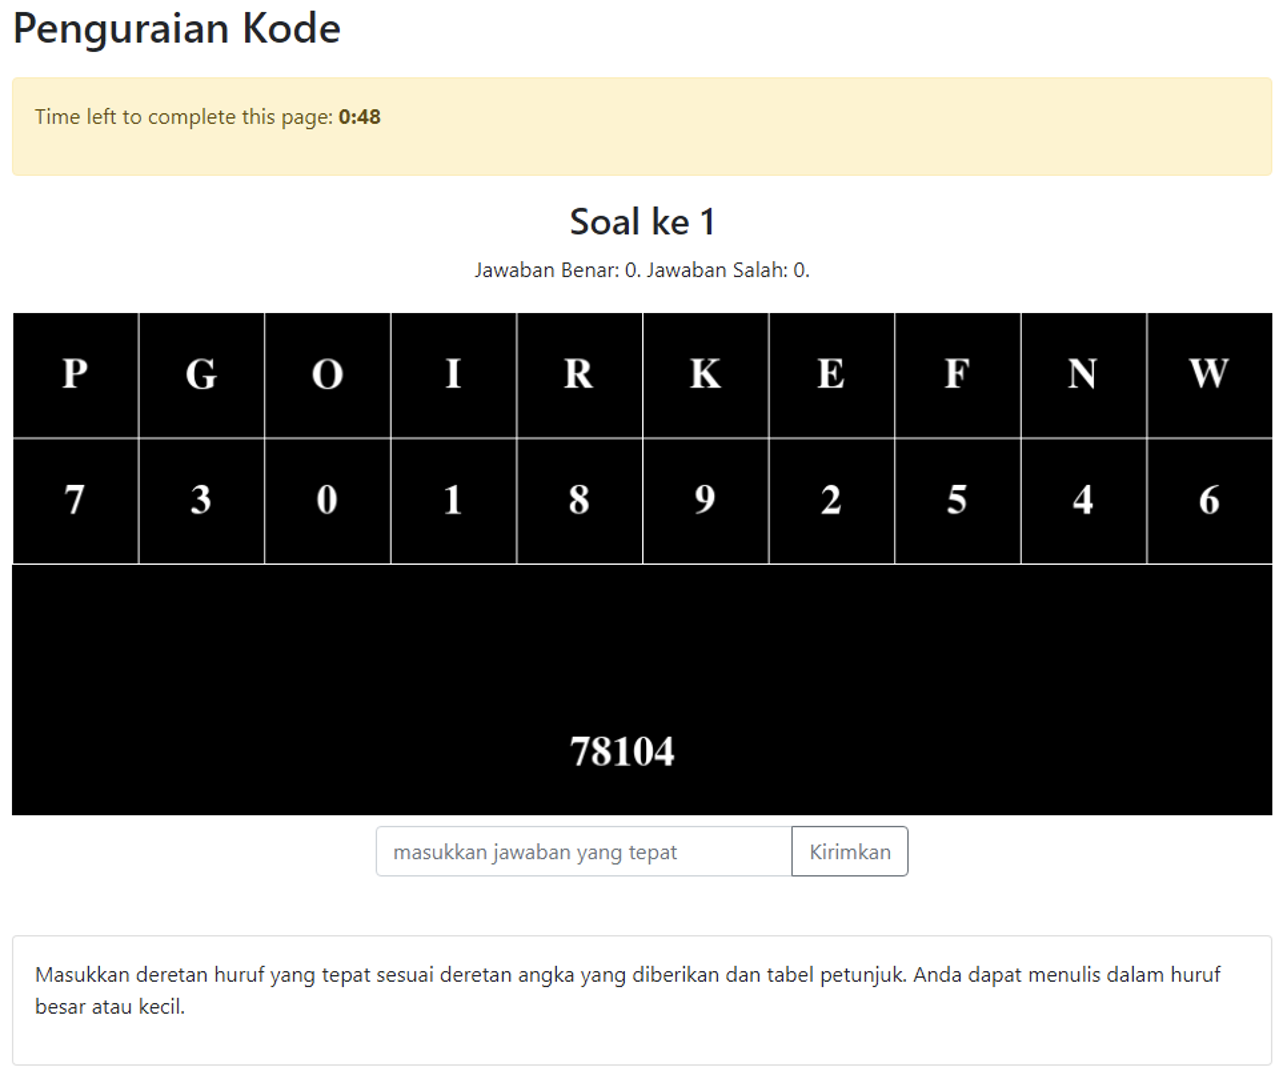 Penguraian Kode
Time left to complete this page: 0:48
Soal ke 1
Jawaban Benar: 0. Jawaban Salah: 0.
P G O I R K E F N W
7 3 0 1 8 9 2 5 4 6
78104
masukkan jawaban yang tepat Kirimkan
Masukkan deretan huruf yang tepat sesuai deretan angka yang diberikan dan tabel petunjuk. Anda dapat menulis dalam huruf
besar atau kecil.